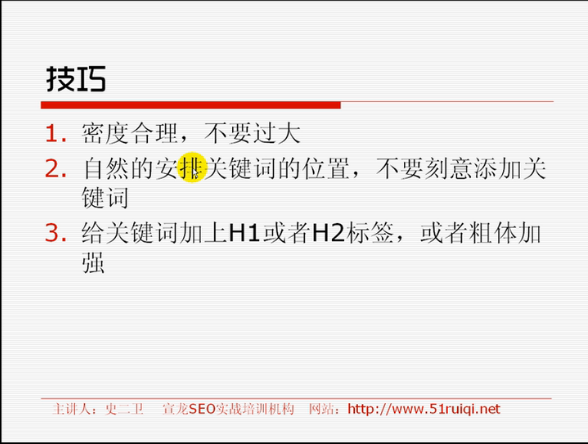 技巧
1. 密度合理，不要过大
2. 自然的安排关键词的位置，不要刻意添加关
键词
3. 给关键词加上H1或者H2标签，或者粗体加
强
主讲人：史二卫 宣龙SEO实战培训机构 网站：http://www.51ruiqi.net